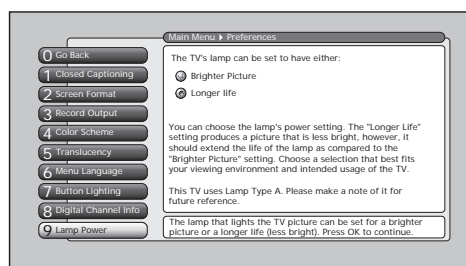 Main Menu Preferences
0 Go Back
1 Closed Captioning
2 Screen Format
3 Record Output
4 Color Scheme
5 Translucency
6 Menu Language
7 Button Lighting
8 Digital Channel Info
9 Lamp Power
The TV's lamp can be set to have either:
Brighter Picture
Longer life
You can choose the lamp's power setting. The "Longer Life"
setting produces a picture that is less bright, however, it
should extend the life of the lamp as compared to the
"Brighter Picture" setting. Choose a selection that best fits
your viewing environment and intended usage of the TV.
This TV uses Lamp Type A. Please make a note of it for
future reference.
The lamp that lights the TV picture can be set for a brighter
picture or a longer life (less bright). Press OK to continue.